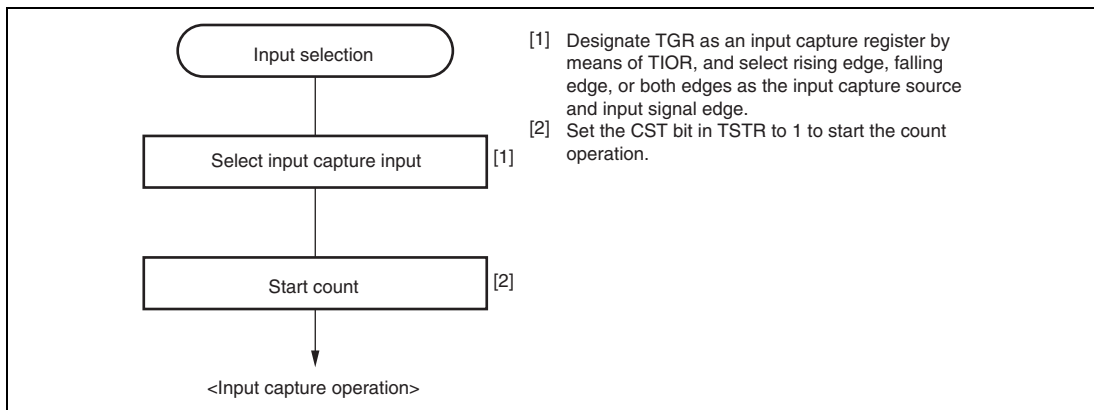 Input selection
Select input capture input
[1]
Start count
[2]
<Input capture operation>
[1] Designate TGR as an input capture register by
means of TIOR, and select rising edge, falling
edge, or both edges as the input capture source
and input signal edge.
[2] Set the CST bit in TSTR to 1 to start the count
operation.